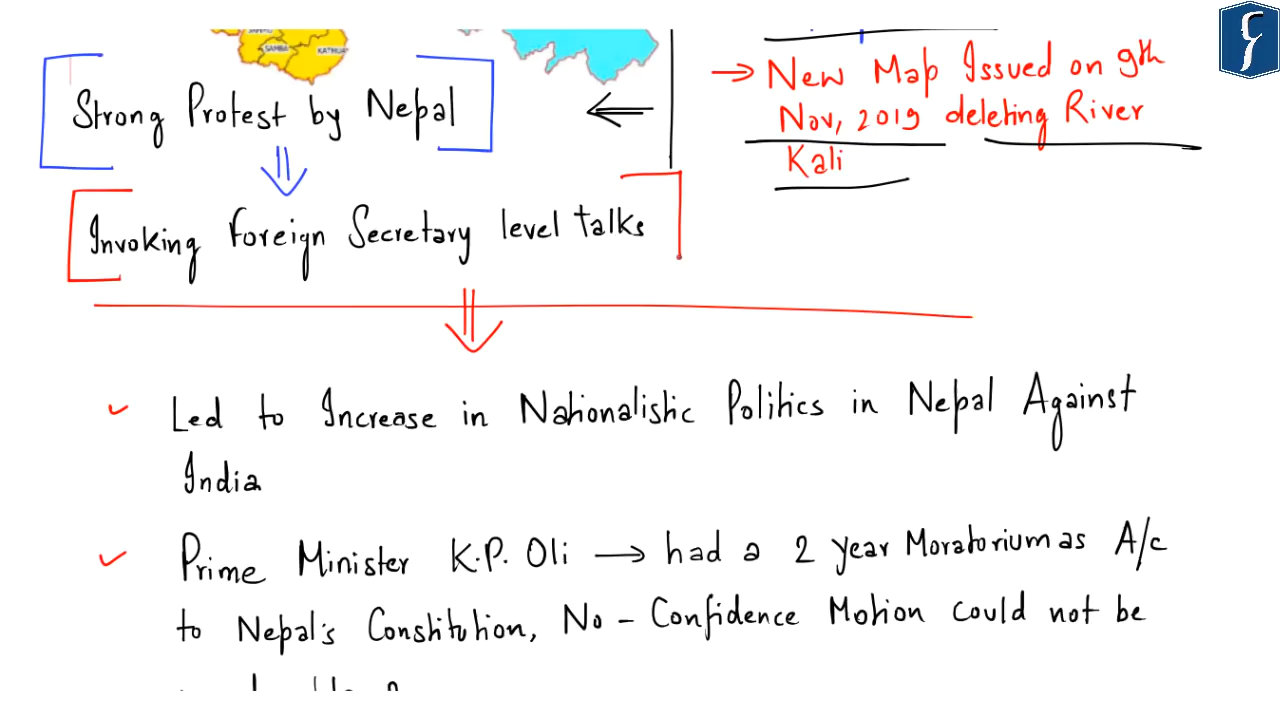 SAMBA KATHUA
→ New Map Issued on 9th
Nov, 2019 deleting River
Kali
Strong Protest by Nepal
Invoking Foreign Secretary level talks
Led to Increase in Nationalistic Politics in Nepal Against
India
Prime Minister K.P. Oli → had a 2 year Moratorium as A/c
to Nepal's Constitution, No - Confidence Motion could not be